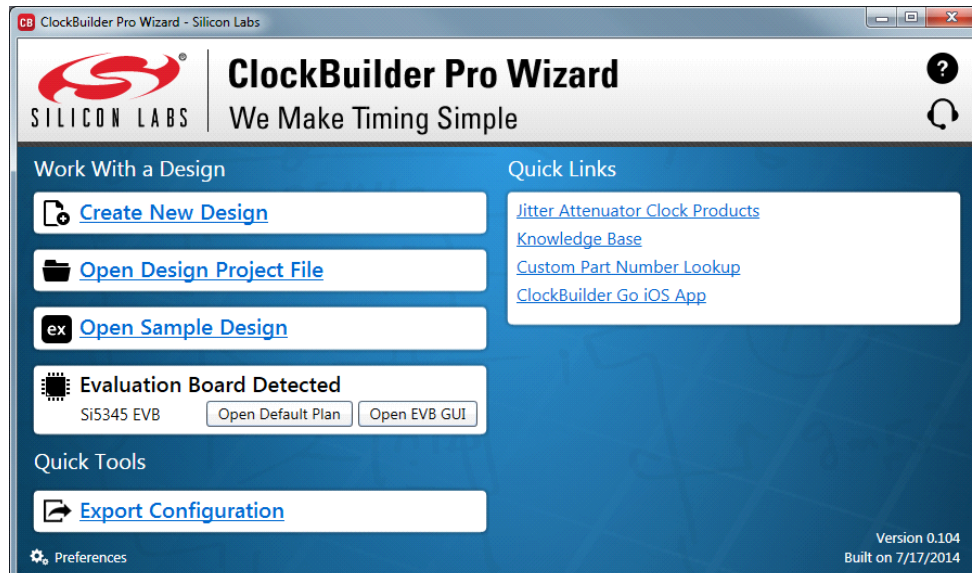 CB ClockBuilder Pro Wizard - Silicon Labs
SILICON LABS
ClockBuilder Pro Wizard
We Make Timing Simple
?
Work With a Design
Create New Design
Open Design Project File
ex Open Sample Design
Evaluation Board Detected
Si5345 EVB Open Default Plan Open EVB GUI
Quick Tools
Export Configuration
Preferences
Quick Links
Jitter Attenuator Clock Products
Knowledge Base
Custom Part Number Lookup
ClockBuilder Go iOS App
Version 0.104
Built on 7/17/2014